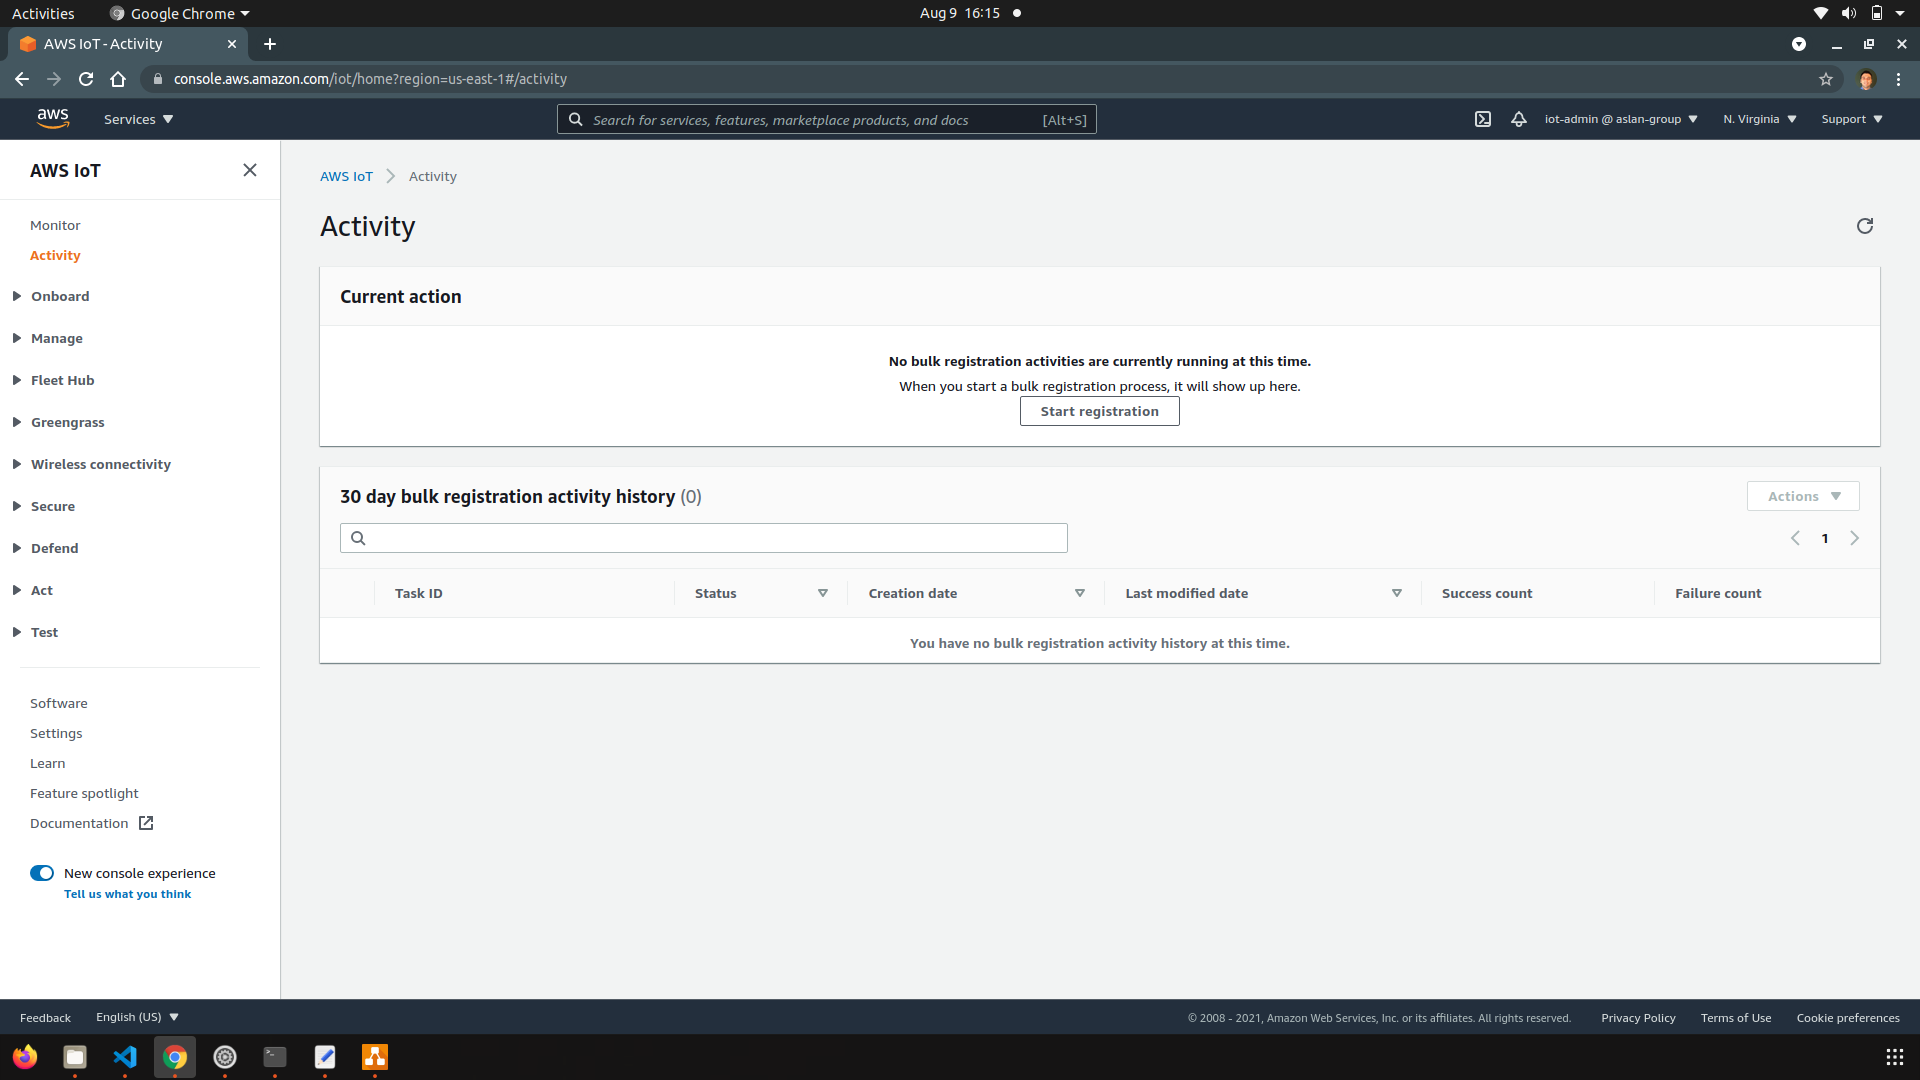 Activities
Google Chrome
Aug 9 16:15
AWS IoT - Activity
console.aws.amazon.com/iot/home?region=us-east-1#/activity
aws
Services
Search for services, features, marketplace products, and docs
[Alt+S]
iot-admin @ aslan-group
N. Virginia
Support
AWS IoT
Monitor
Activity
Onboard
Manage
Fleet Hub
Greengrass
Wireless connectivity
Secure
Defend
Act
Test
Software
Settings
Learn
Feature spotlight
Documentation
New console experience
Tell us what you think
AWS IoT
Activity
Activity
Current action
No bulk registration activities are currently running at this time.
When you start a bulk registration process, it will show up here.
Start registration
30 day bulk registration activity history (0)
Actions
1
Task ID
Status
Creation date
Last modified date
Success count
Failure count
You have no bulk registration activity history at this time.
Feedback
English (US)
© 2008 - 2021, Amazon Web Services, Inc. or its affiliates. All rights reserved.
Privacy Policy
Terms of Use
Cookie preferences